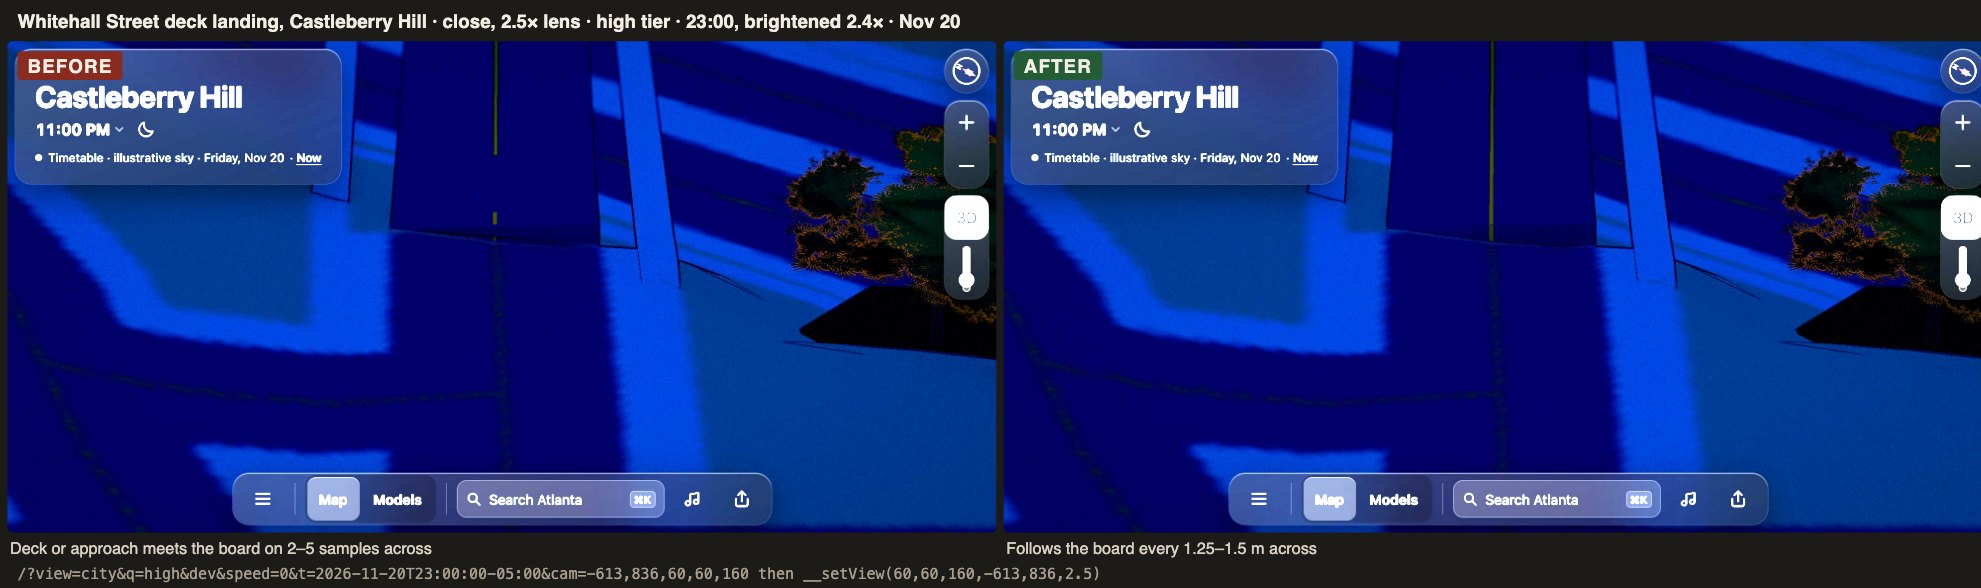 Whitehall Street deck landing, Castleberry Hill · close, 2.5× lens · high tier · 23:00, brightened 2.4× · Nov 20
BEFORE
Castleberry Hill
11:00 PM
Timetable · illustrative sky · Friday, Nov 20 · Now
+
−
3D
Map Models Search Atlanta ⌘K
Deck or approach meets the board on 2–5 samples across
AFTER
Castleberry Hill
11:00 PM
Timetable · illustrative sky · Friday, Nov 20 · Now
+
−
3D
Map Models Search Atlanta ⌘K
Follows the board every 1.25–1.5 m across
/?view=city&q=high&dev&speed=0&t=2026-11-20T23:00:00-05:00&cam=-613,836,60,60,160 then __setView(60,60,160,-613,836,2.5)